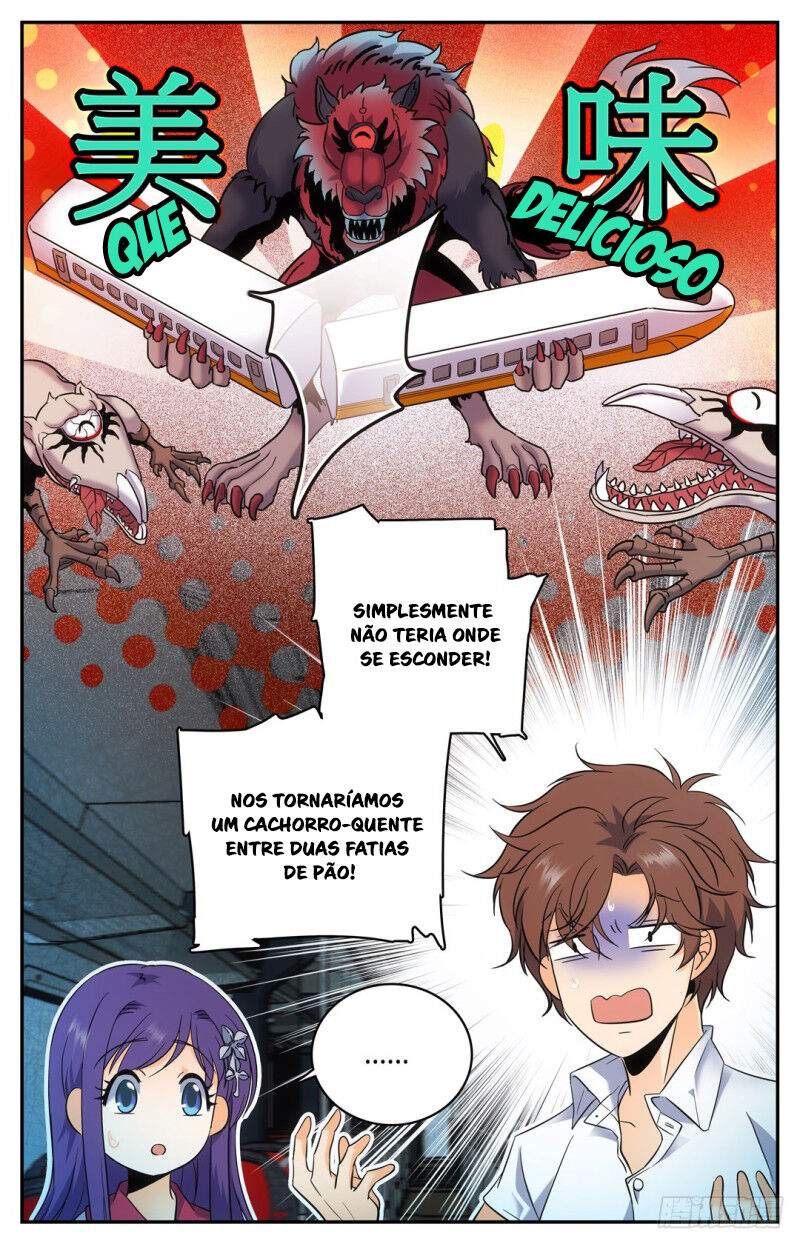 美味
QUE DELICIOSO
SIMPLESMENTE
NÃO TERIA ONDE
SE ESCONDER!
NOS TORNARÍAMOS
UM CACHORRO-QUENTE
ENTRE DUAS FATIAS
DE PÃO!
......